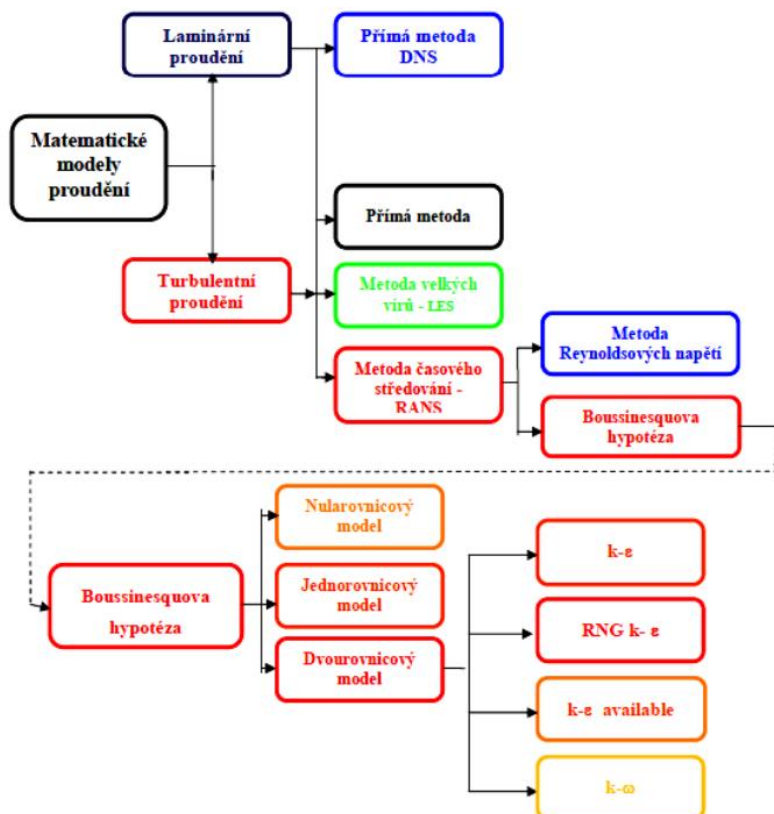 Laminární
proudění
Přímá metoda
DNS
Matematické
modely
proudění
Přímá metoda
Turbulentní
proudění
Metoda velkých
vírů - LES
Metoda časového
středování -
RANS
Metoda
Reynoldsových napětí
Boussinesquova
hypotéza
Boussinesquova
hypotéza
Nularovnicový
model
Jednorovnicový
model
Dvourovnicový
model
k-ε
RNG k- ε
k-ε available
k-ω